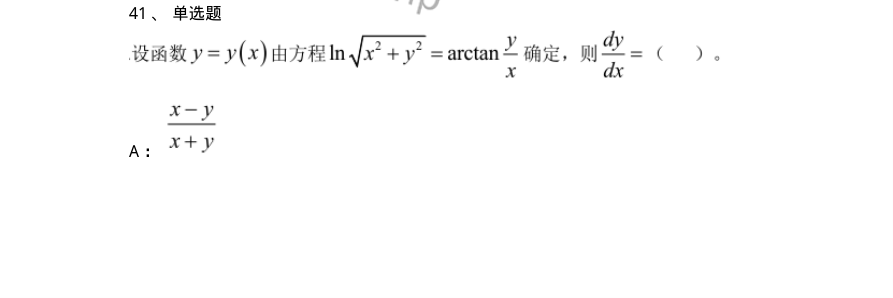 41、 单选题
设函数 y = y(x) 由方程 ln√(x² + y²) = arctan y/x 确定，则 dy/dx = （ ）。
A： (x − y)/(x + y)